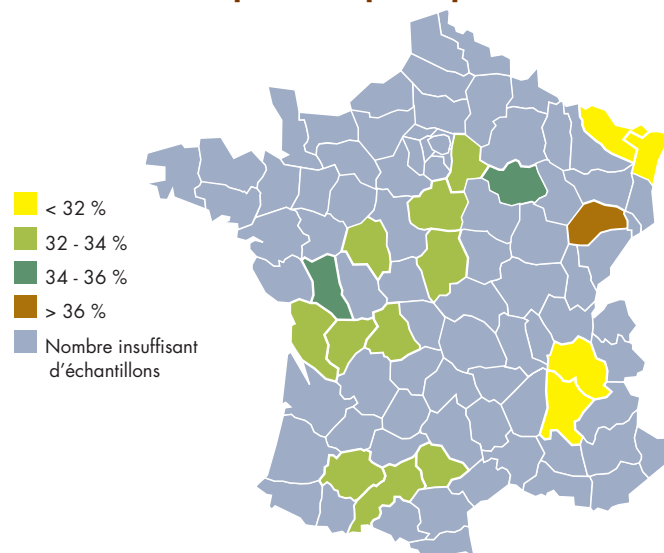 < 32 %
32 - 34 %
34 - 36 %
> 36 %
Nombre insuffisant
d'échantillons